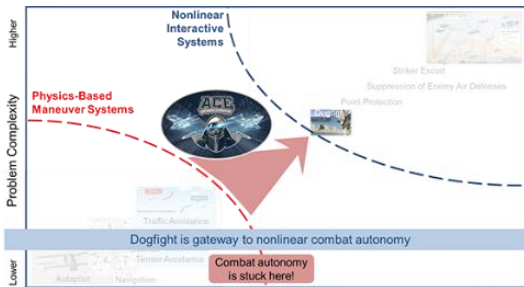 Higher
Problem Complexity
Lower
Nonlinear
Interactive
Systems
Physics-Based
Maneuver Systems
ACE
Striker Escort
Suppression of Enemy Air Defenses
Point Protection
Traffic Avoidance
Dogfight is gateway to nonlinear combat autonomy
Terrain Avoidance
Autopilot
Navigation
Combat autonomy
is stuck here!